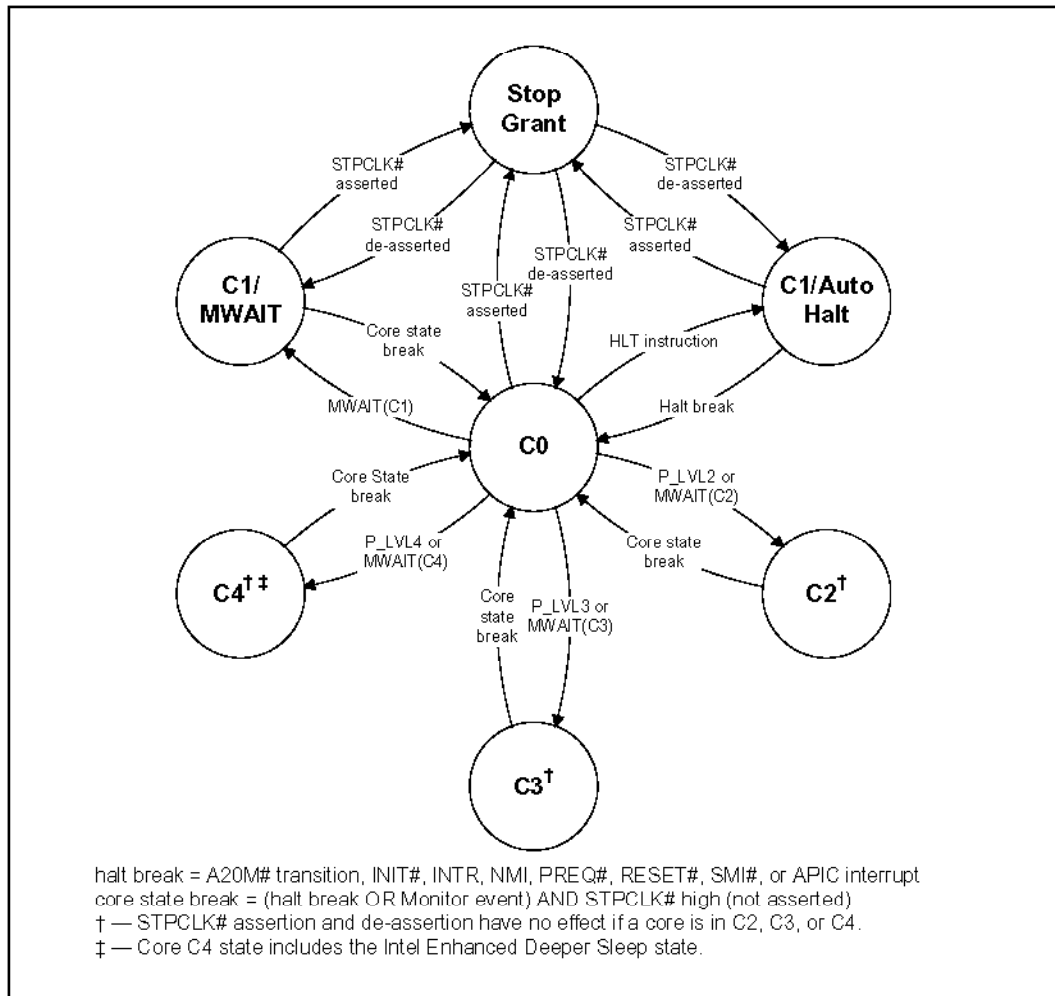 Stop
Grant
STPCLK#
asserted
STPCLK#
de-asserted
STPCLK#
de-asserted
STPCLK#
asserted
C1/
MWAIT
STPCLK#
asserted
STPCLK#
de-asserted
C1/Auto
Halt
Core state
break
HLT instruction
MWAIT(C1)
Halt break
C0
Core State
break
P_LVL2 or
MWAIT(C2)
P_LVL4 or
MWAIT(C4)
Core state
break
C4† ‡
Core
state
break
P_LVL3 or
MWAIT(C3)
C2†
C3†
halt break = A20M# transition, INIT#, INTR, NMI, PREQ#, RESET#, SMI#, or APIC interrupt
core state break = (halt break OR Monitor event) AND STPCLK# high (not asserted)
† — STPCLK# assertion and de-assertion have no effect if a core is in C2, C3, or C4.
‡ — Core C4 state includes the Intel Enhanced Deeper Sleep state.